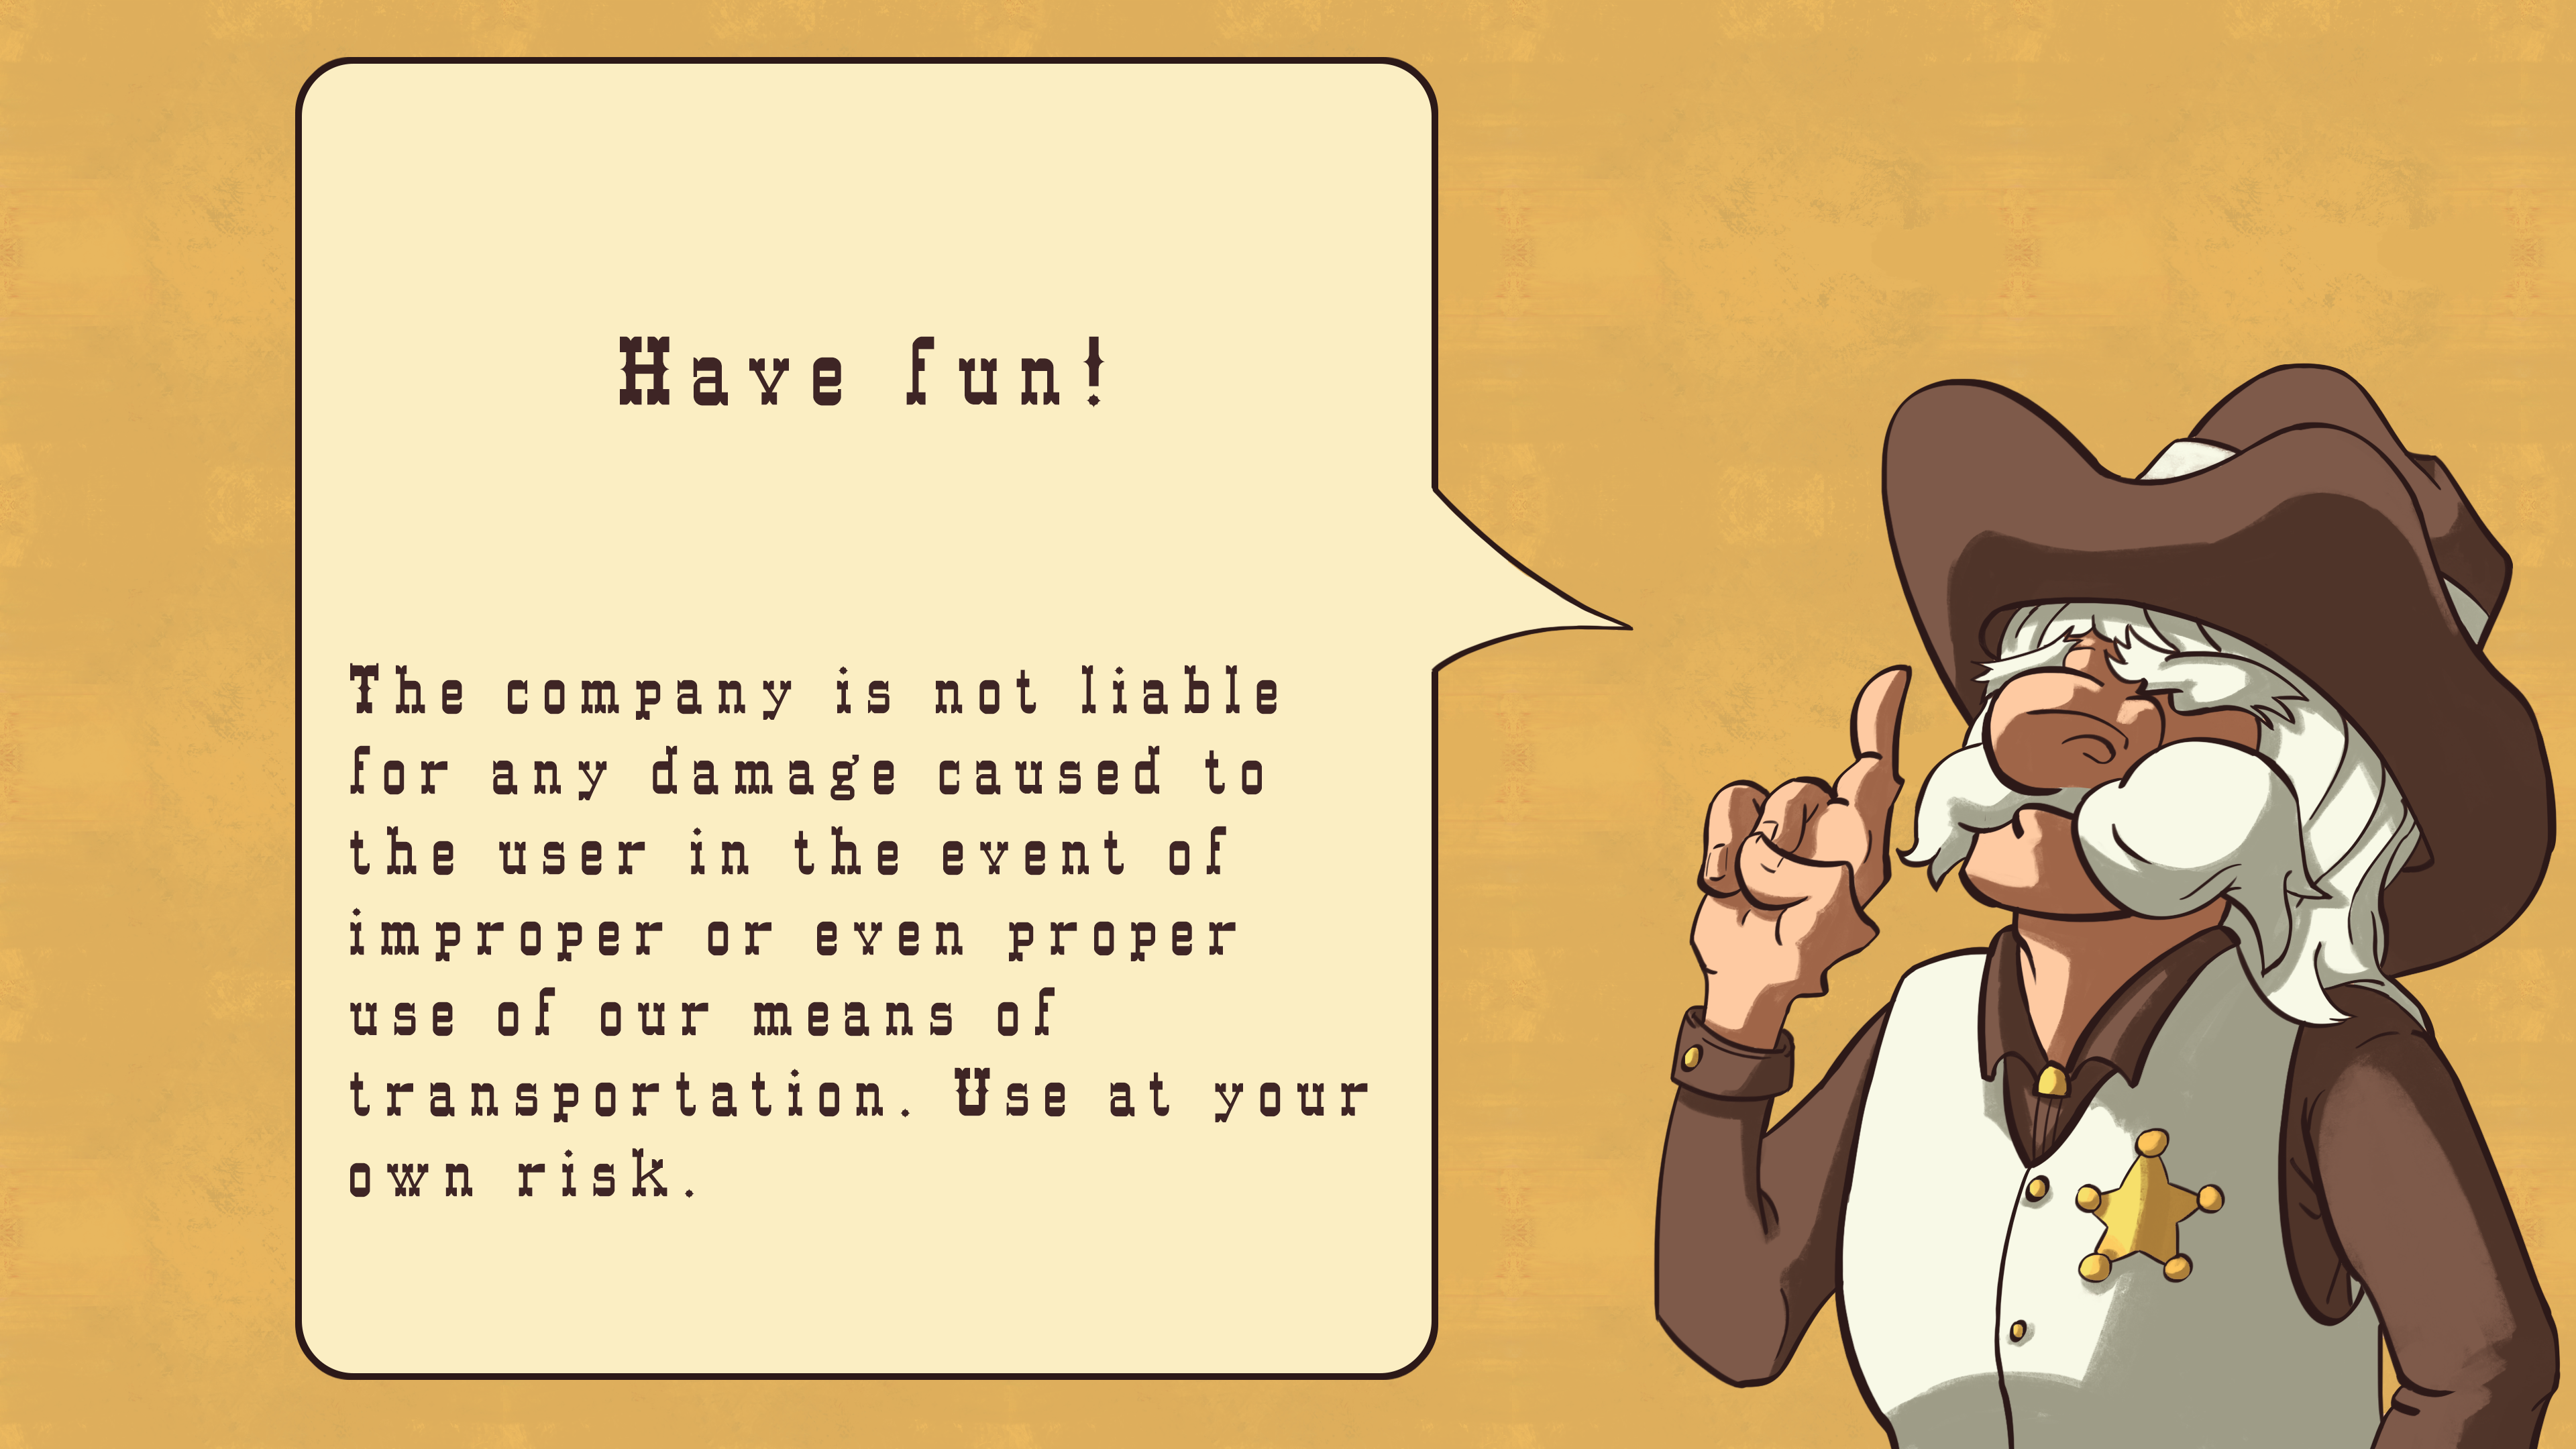 Have fun!
The company is not liable
for any damage caused to
the user in the event of
improper or even proper
use of our means of
transportation. Use at your
own risk.